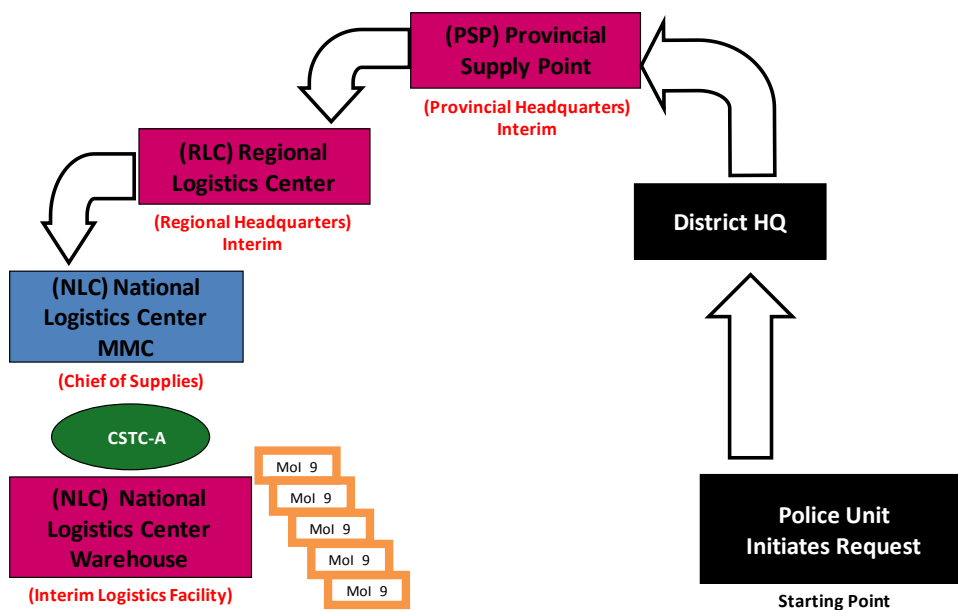 (PSP) Provincial
Supply Point
(Provincial Headquarters)
Interim
(RLC) Regional
Logistics Center
(Regional Headquarters)
Interim
District HQ
(NLC) National
Logistics Center
MMC
(Chief of Supplies)
CSTC-A
(NLC) National
Logistics Center
Warehouse
(Interim Logistics Facility)
MoI 9
MoI 9
MoI 9
MoI 9
MoI 9
Police Unit
Initiates Request
Starting Point